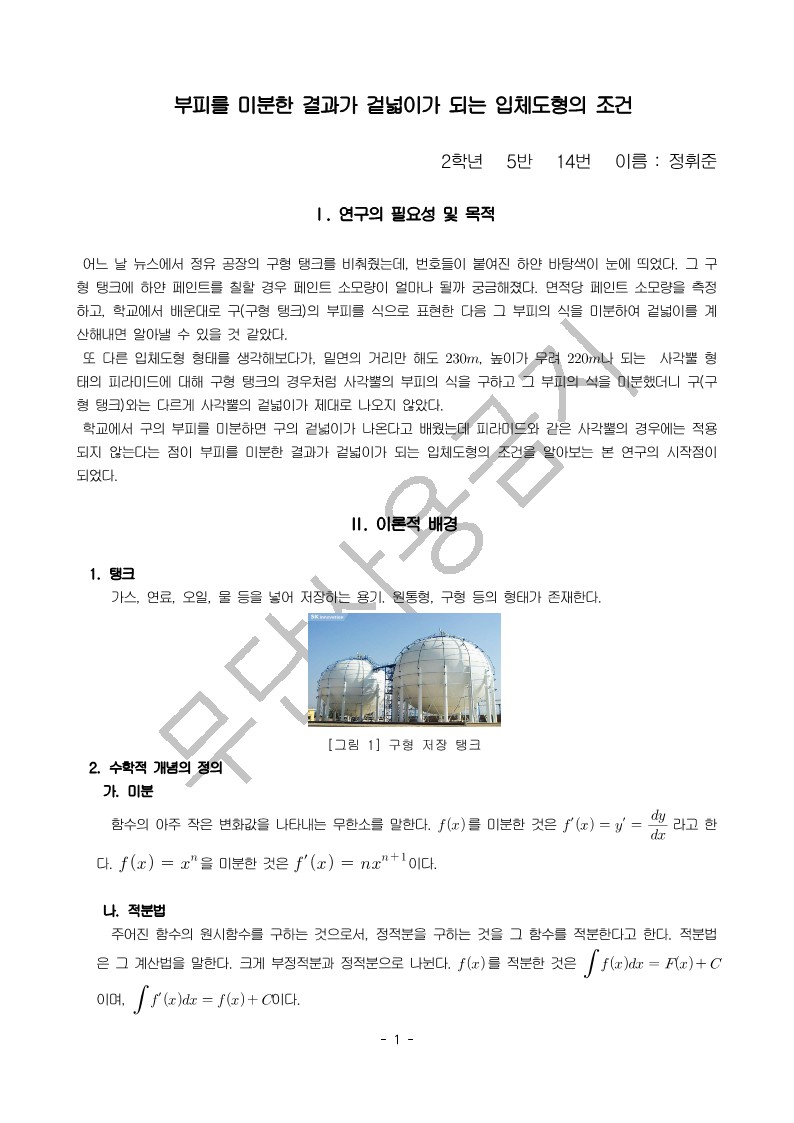 부피를 미분한 결과가 겉넓이가 되는 입체도형의 조건
2학년 5반 14번 이름 : 정휘준
Ⅰ. 연구의 필요성 및 목적
어느 날 뉴스에서 정유 공장의 구형 탱크를 비춰줬는데, 번호들이 붙여진 하얀 바탕색이 눈에 띄었다. 그 구
형 탱크에 하얀 페인트를 칠할 경우 페인트 소모량이 얼마나 될까 궁금해졌다. 면적당 페인트 소모량을 측정
하고, 학교에서 배운대로 구(구형 탱크)의 부피를 식으로 표현한 다음 그 부피의 식을 미분하여 겉넓이를 계
산해내면 알아낼 수 있을 것 같았다.
또 다른 입체도형 형태를 생각해보다가, 밑면의 거리만 해도 230m, 높이가 무려 220m나 되는 사각뿔 형
태의 피라미드에 대해 구형 탱크의 경우처럼 사각뿔의 부피의 식을 구하고 그 부피의 식을 미분했더니 구(구
형 탱크)와는 다르게 사각뿔의 겉넓이가 제대로 나오지 않았다.
학교에서 구의 부피를 미분하면 구의 겉넓이가 나온다고 배웠는데 피라미드와 같은 사각뿔의 경우에는 적용
되지 않는다는 점이 부피를 미분한 결과가 겉넓이가 되는 입체도형의 조건을 알아보는 본 연구의 시작점이
되었다.
Ⅱ. 이론적 배경
1. 탱크
가스, 연료, 오일, 물 등을 넣어 저장하는 용기. 원통형, 구형 등의 형태가 존재한다.
SK innovation
[그림 1] 구형 저장 탱크
2. 수학적 개념의 정의
가. 미분
함수의 아주 작은 변화값을 나타내는 무한소를 말한다. f(x)를 미분한 것은 f′(x) = y′ = dy/dx 라고 한
다. f(x) = xⁿ을 미분한 것은 f′(x) = nxⁿ⁺¹이다.
나. 적분법
주어진 함수의 원시함수를 구하는 것으로서, 정적분을 구하는 것을 그 함수를 적분한다고 한다. 적분법
은 그 계산법을 말한다. 크게 부정적분과 정적분으로 나뉜다. f(x)를 적분한 것은 ∫f(x)dx = F(x)+C
이며, ∫f′(x)dx = f(x)+C이다.
- 1 -
무단사용금지